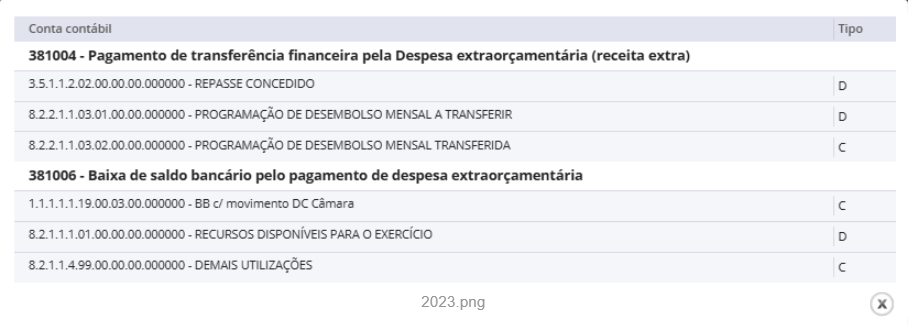 Conta contábil Tipo
381004 - Pagamento de transferência financeira pela Despesa extraorçamentária (receita extra)
3.5.1.1.2.02.00.00.00.000000 - REPASSE CONCEDIDO D
8.2.2.1.1.03.01.00.00.000000 - PROGRAMAÇÃO DE DESEMBOLSO MENSAL A TRANSFERIR D
8.2.2.1.1.03.02.00.00.000000 - PROGRAMAÇÃO DE DESEMBOLSO MENSAL TRANSFERIDA C
381006 - Baixa de saldo bancário pelo pagamento de despesa extraorçamentária
1.1.1.1.1.19.00.03.00.000000 - BB c/ movimento DC Câmara C
8.2.1.1.1.01.00.00.00.000000 - RECURSOS DISPONÍVEIS PARA O EXERCÍCIO D
8.2.1.1.4.99.00.00.00.000000 - DEMAIS UTILIZAÇÕES C
2023.png